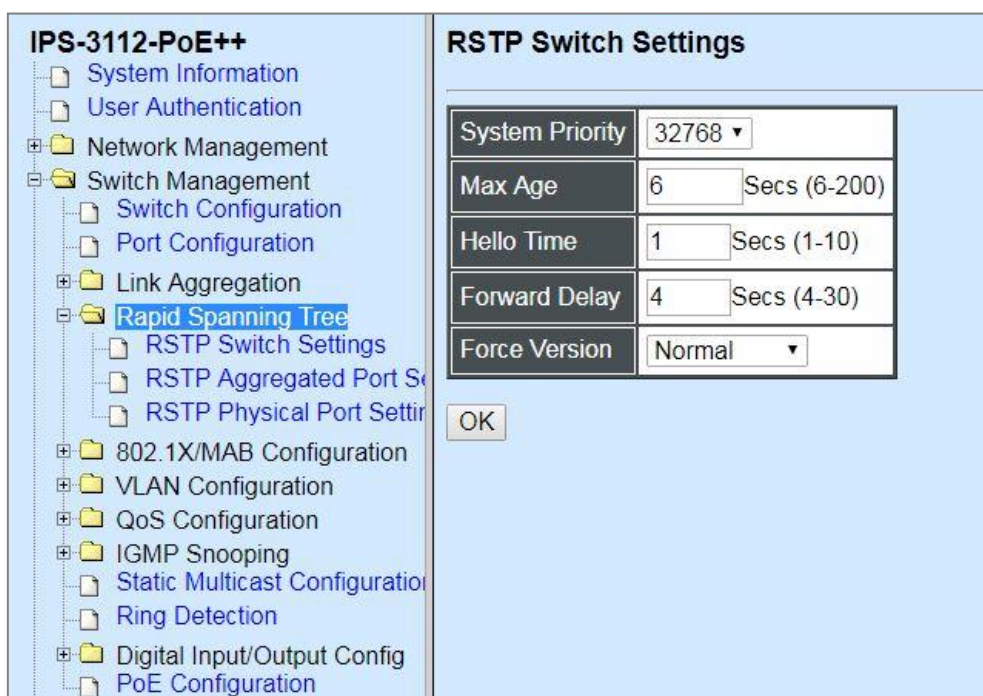 IPS-3112-PoE++
System Information
User Authentication
Network Management
Switch Management
Switch Configuration
Port Configuration
Link Aggregation
Rapid Spanning Tree
RSTP Switch Settings
RSTP Aggregated Port Se
RSTP Physical Port Settin
802.1X/MAB Configuration
VLAN Configuration
QoS Configuration
IGMP Snooping
Static Multicast Configuration
Ring Detection
Digital Input/Output Config
PoE Configuration
RSTP Switch Settings
System Priority 32768
Max Age 6 Secs (6-200)
Hello Time 1 Secs (1-10)
Forward Delay 4 Secs (4-30)
Force Version Normal
OK